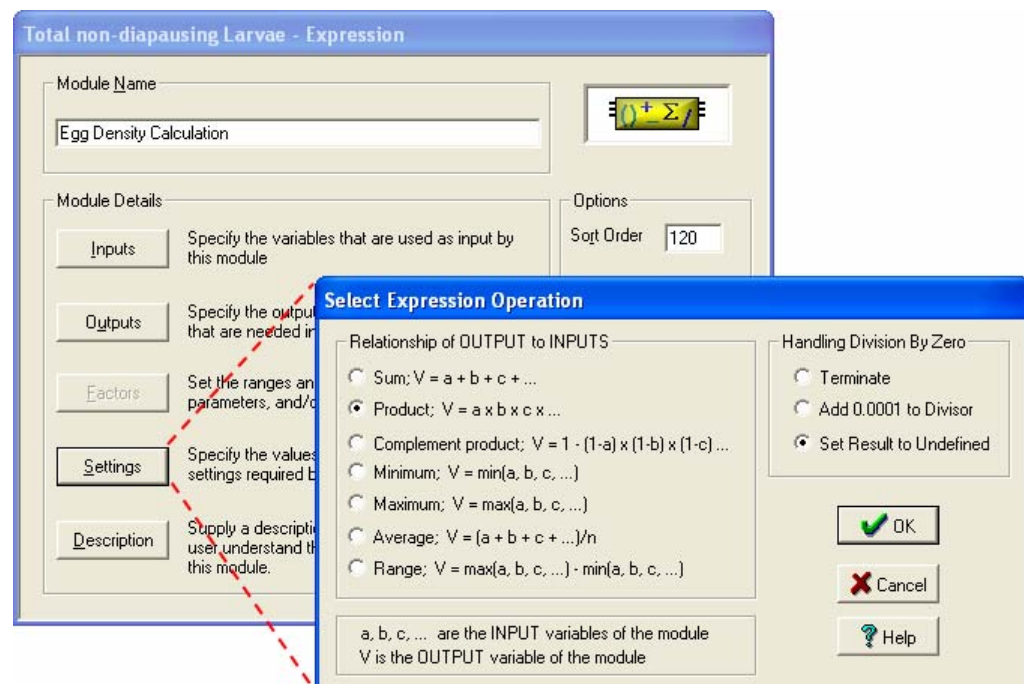 Total non-diapausing Larvae - Expression
Module Name
Egg Density Calculation
Module Details
Inputs
Specify the variables that are used as input by
this module
Outputs
Specify the outpu
that are needed in
Factors
Set the ranges an
parameters, and/o
Settings
Specify the values
settings required b
Description
Supply a descripti
user understand th
this module.
Options
Sort Order
120
()+-Σ/
Select Expression Operation
Relationship of OUTPUT to INPUTS
Sum; V = a + b + c + ...
Product; V = a x b x c x ...
Complement product; V = 1 - (1-a) x (1-b) x (1-c) ...
Minimum; V = min(a, b, c, ...)
Maximum; V = max(a, b, c, ...)
Average; V = (a + b + c + ...)/n
Range; V = max(a, b, c, ...) - min(a, b, c, ...)
a, b, c, ... are the INPUT variables of the module
V is the OUTPUT variable of the module
Handling Division By Zero
Terminate
Add 0.0001 to Divisor
Set Result to Undefined
OK
Cancel
Help